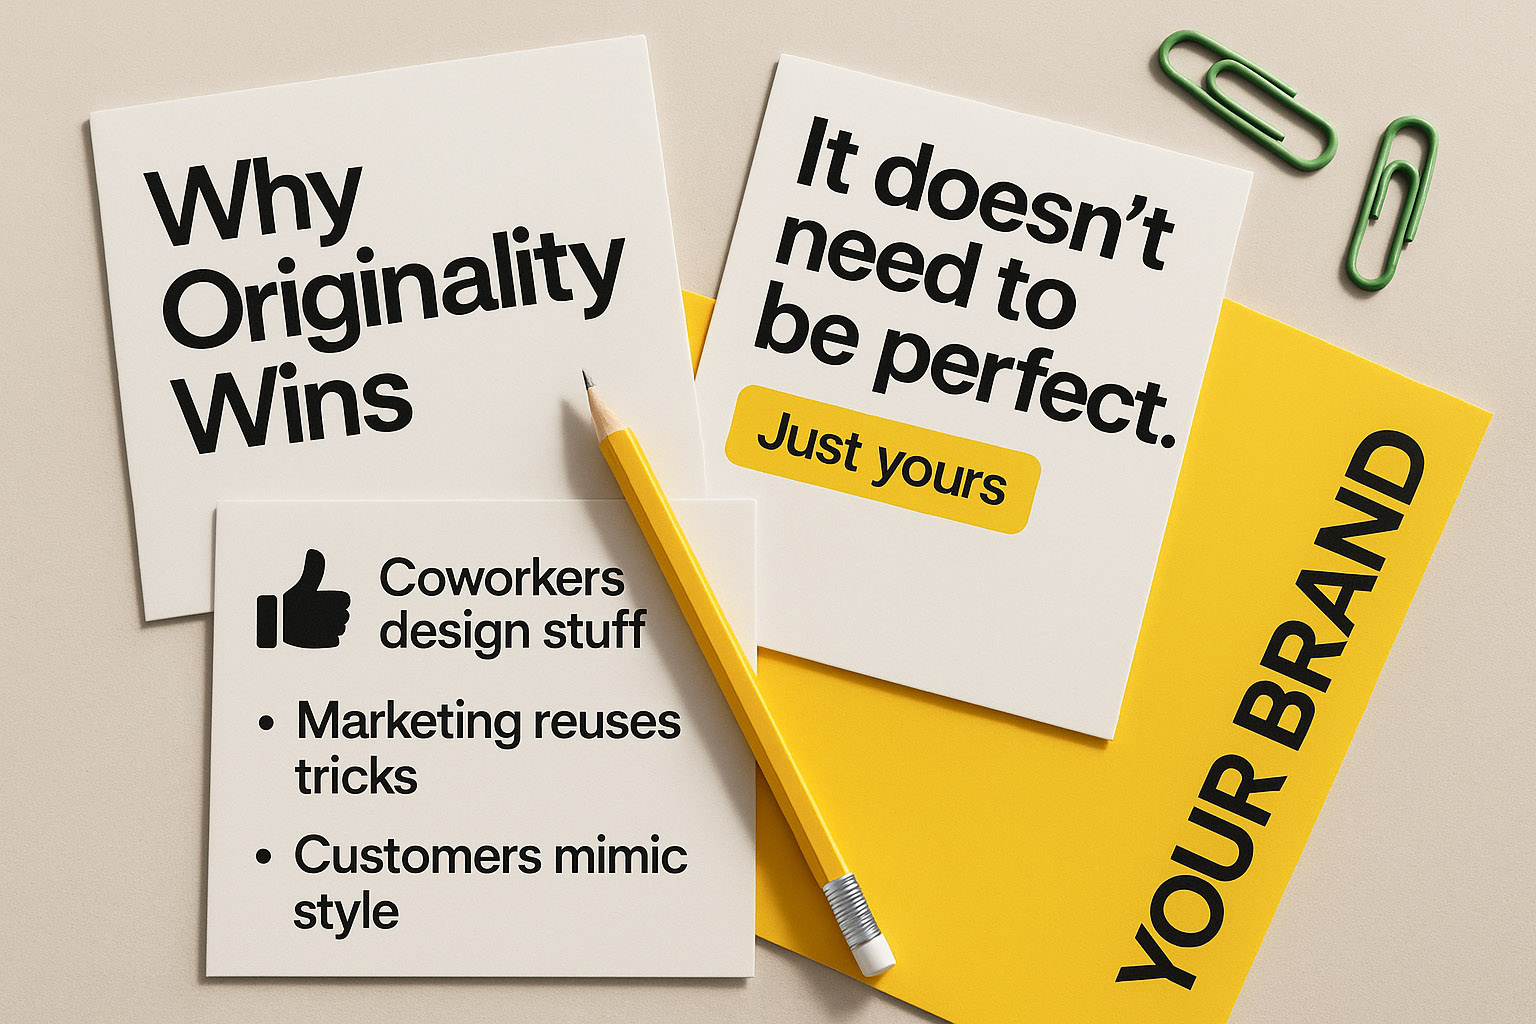 Why
Originality
Wins
It doesn’t
need to
be perfect.
Just yours
Coworkers
design stuff
• Marketing reuses
tricks
• Customers mimic
style
YOUR BRAND